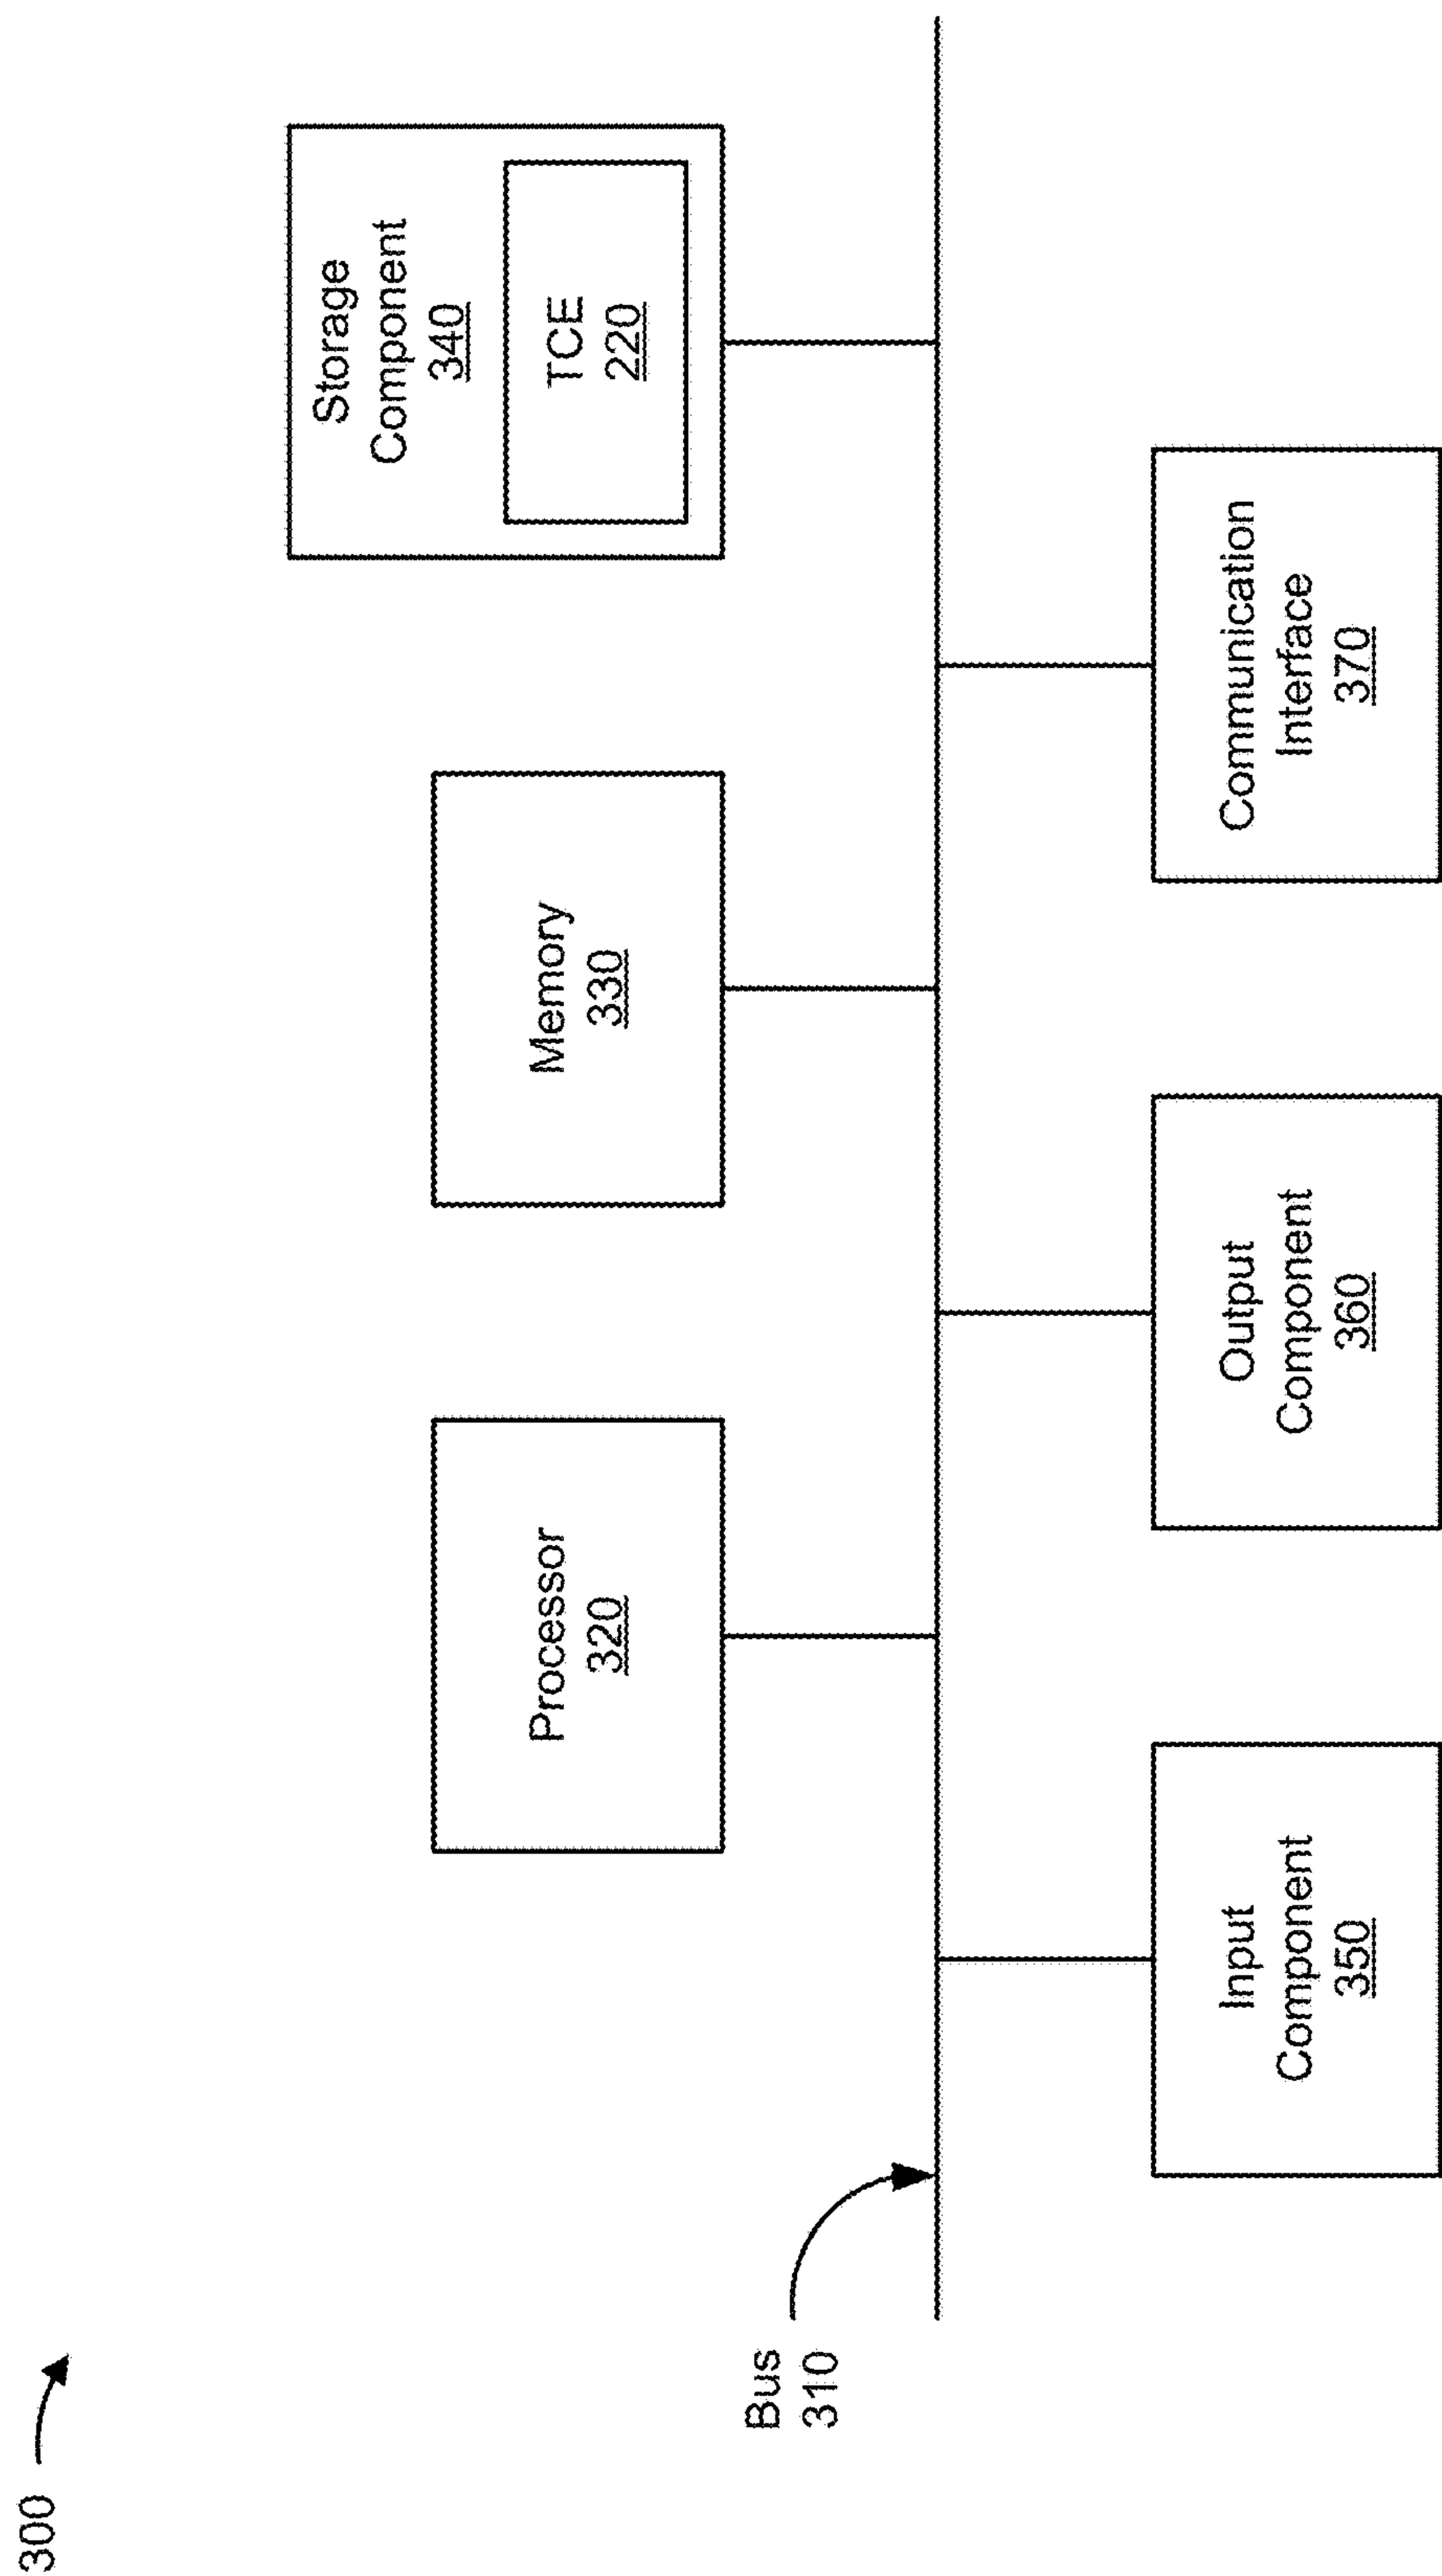 300
Processor
320
Memory
330
Storage
Component
340
TCE
220
Bus
310
Input
Component
350
Output
Component
360
Communication
Interface
370